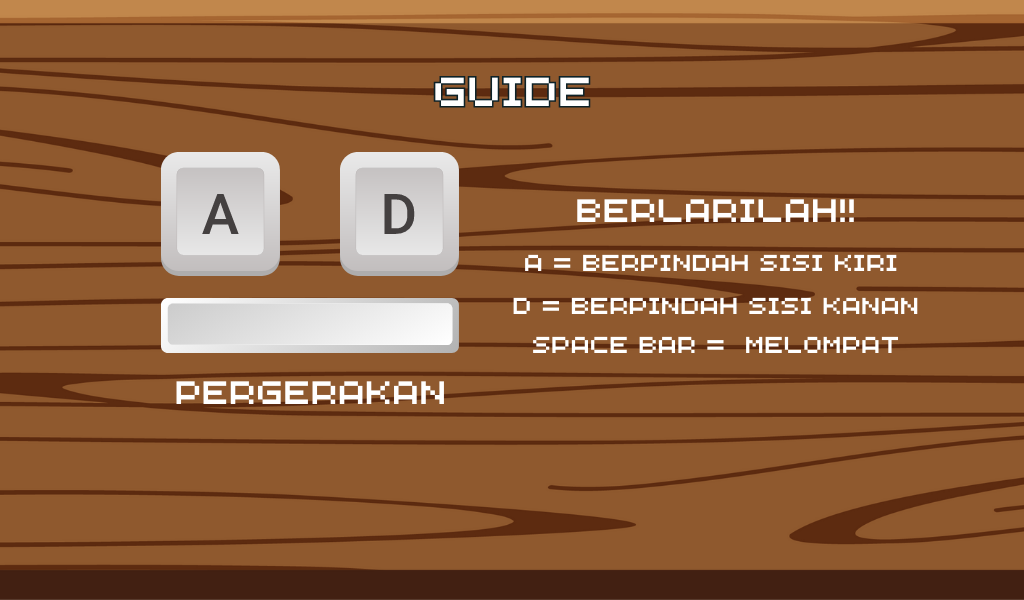 GUIDE
A D
PERGERAKAN
BERLARILAH!!
A = BERPINDAH SISI KIRI
D = BERPINDAH SISI KANAN
SPACE BAR = MELOMPAT